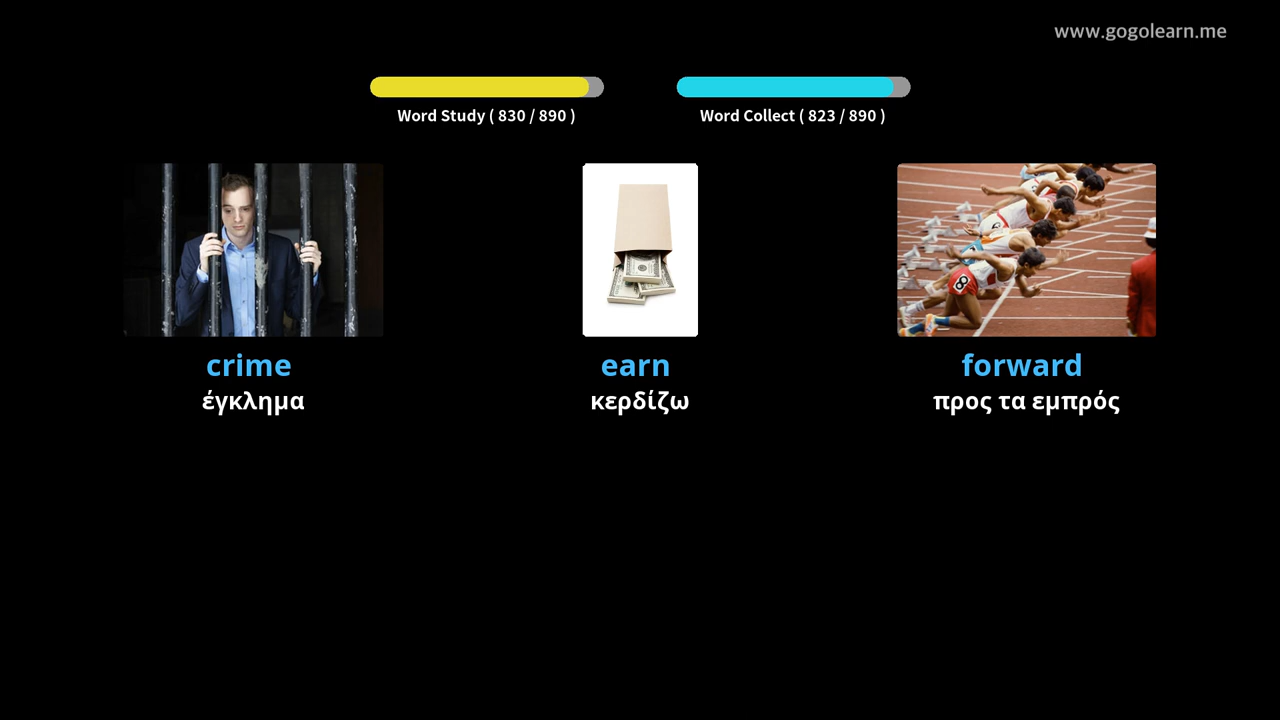 www.gogolearn.me
Word Study ( 830 / 890 )
Word Collect ( 823 / 890 )
crime
earn
forward
έγκλημα
κερδίζω
προς τα εμπρός
8